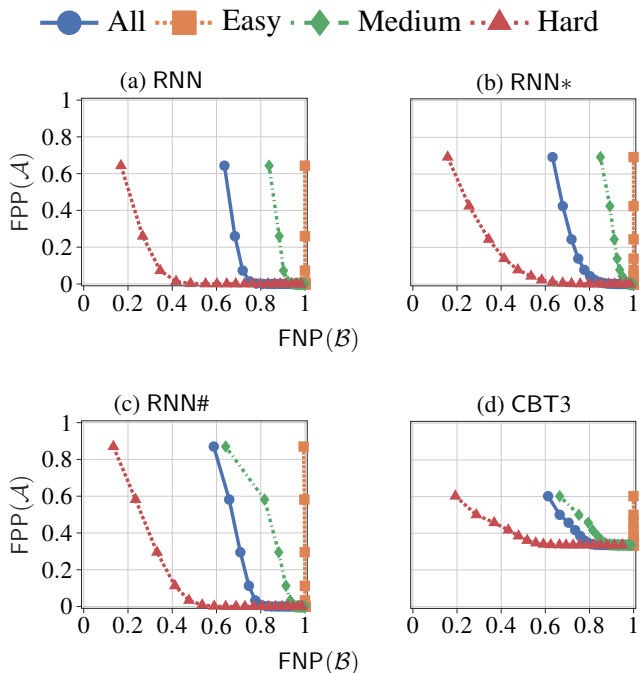 All Easy Medium Hard
(a) RNN
(b) RNN*
FPP(𝒜)
1
0.8
0.6
0.4
0.2
0
0 0.2 0.4 0.6 0.8 1
0 0.2 0.4 0.6 0.8 1
FNP(ℬ)
FNP(ℬ)
(c) RNN#
(d) CBT3
FPP(𝒜)
1
0.8
0.6
0.4
0.2
0
0 0.2 0.4 0.6 0.8 1
0 0.2 0.4 0.6 0.8 1
FNP(ℬ)
FNP(ℬ)